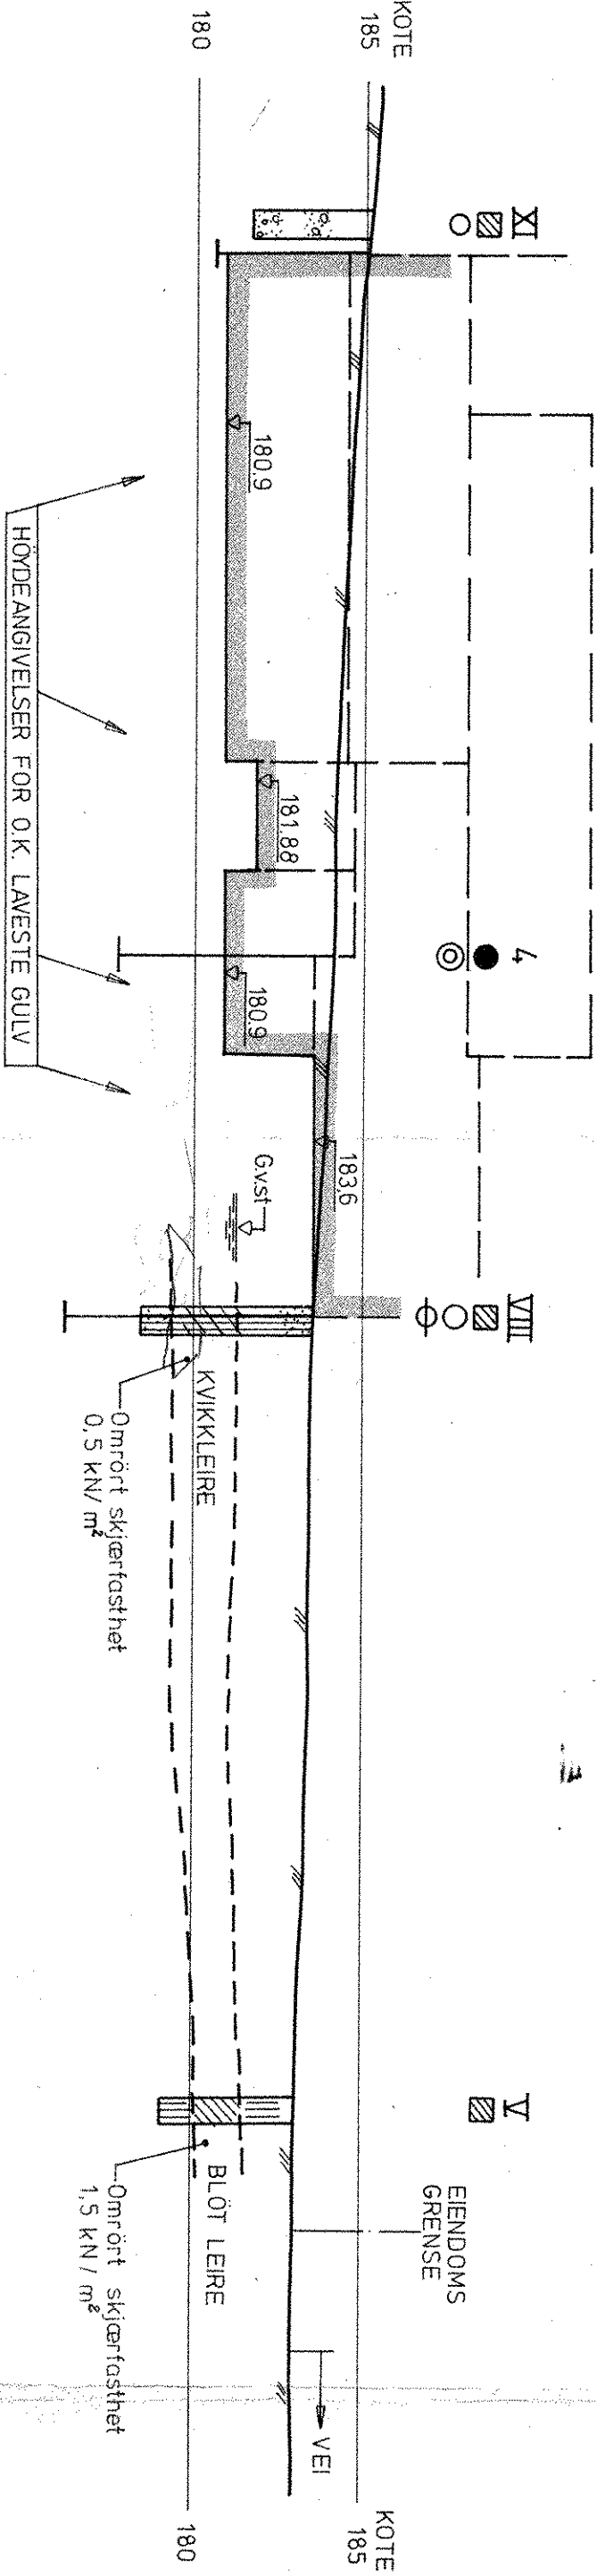 KOTE
185
180
XI
180.9
181.88
180.9
4
183,6
G.v.st
VIII
V
KVIKKLEIRE
Omrört skjærfasthet
0,5 kN/m²
BLÖT LEIRE
Omrört skjærfasthet
1,5 kN/m²
EIENDOMS
GRENSE
VEI
KOTE
185
180
HÖYDEANGIVELSER FOR O.K. LAVESTE GULV